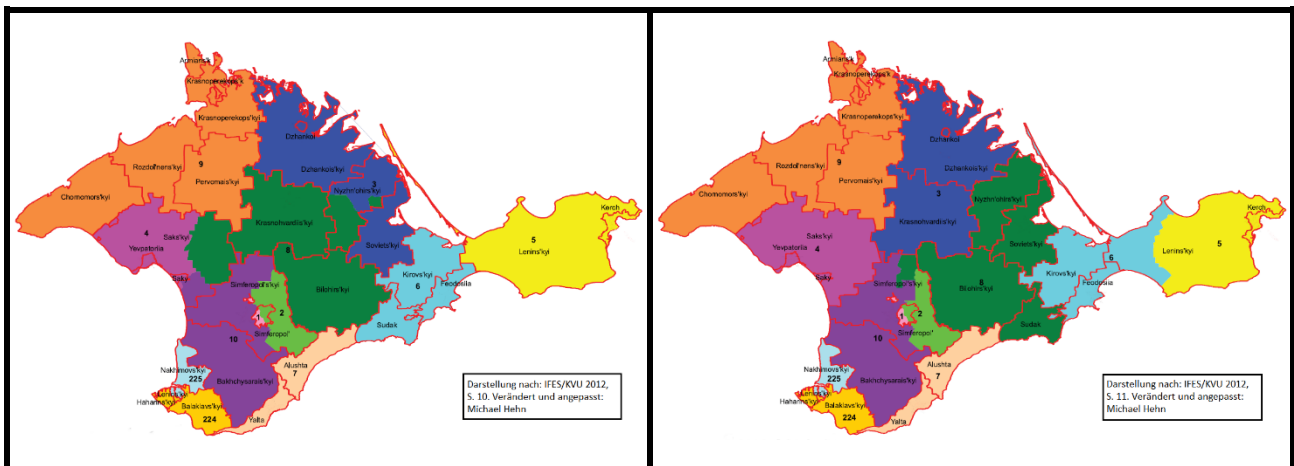 Armians'k
Krasnoperekops'k
Krasnoperekops'kyi
Dzhankoi
Rozdol'nens'kyi
9
Dzhankois'kyi
Pervomais'kyi
3
Nyzhn'ohirs'kyi
Chornomors'kyi
Kerch
Krasnohvardiis'kyi
4
Saks'kyi
Yevpatoriia
8
Soviets'kyi
5
Lenins'kyi
Saky
Simferopol's'kyi
Bilohirs'kyi
Kirovs'kyi
6
Feodosiia
1
2
Sudak
Simferopol'
10
Alushta
7
Nakhimovs'kyi
225
Bakhchysarais'kyi
Lenins'kyi
Haharins'kyi
Balaklavs'kyi
224
Yalta
Darstellung nach: IFES/KVU 2012,
S. 10. Verändert und angepasst:
Michael Hehn
Armians'k
Krasnoperekops'k
Krasnoperekops'kyi
Dzhankoi
Rozdol'nens'kyi
9
Dzhankois'kyi
Pervomais'kyi
3
Nyzhn'ohirs'kyi
Chornomors'kyi
Kerch
Krasnohvardiis'kyi
Saks'kyi
4
Yevpatoriia
Soviets'kyi
5
Lenins'kyi
6
Saky
Simferopol's'kyi
8
Bilohirs'kyi
Kirovs'kyi
Feodosiia
1
2
Sudak
Simferopol'
10
Alushta
7
Nakhimovs'kyi
225
Bakhchysarais'kyi
Lenins'kyi
Haharins'kyi
Balaklavs'kyi
224
Yalta
Darstellung nach: IFES/KVU 2012,
S. 11. Verändert und angepasst:
Michael Hehn